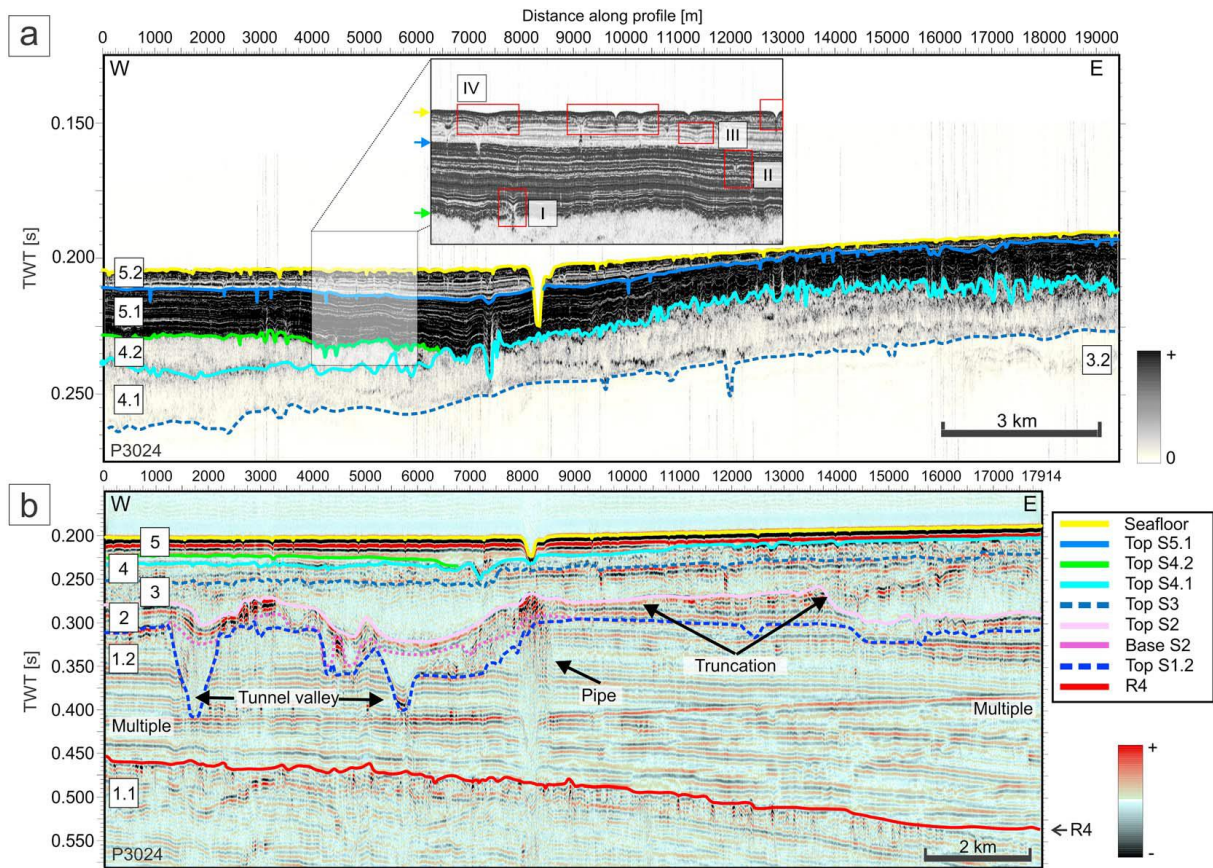 a
Distance along profile [m]
0 1000 2000 3000 4000 5000 6000 7000 8000 9000 10000 11000 12000 13000 14000 15000 16000 17000 18000 19000
W
E
IV
III
II
I
TWT [s]
0.150
0.200
0.250
5.2
5.1
4.2
4.1
3.2
3 km
P3024
+
0
b
0 1000 2000 3000 4000 5000 6000 7000 8000 9000 10000 11000 12000 13000 14000 15000 16000 17914
W
E
TWT [s]
0.200
0.250
0.300
0.350
0.400
0.450
0.500
0.550
5
4
3
2
1.2
1.1
Truncation
Tunnel valley
Pipe
Multiple
Multiple
2 km
P3024
R4
Seafloor
Top S5.1
Top S4.2
Top S4.1
Top S3
Top S2
Base S2
Top S1.2
R4
+
-